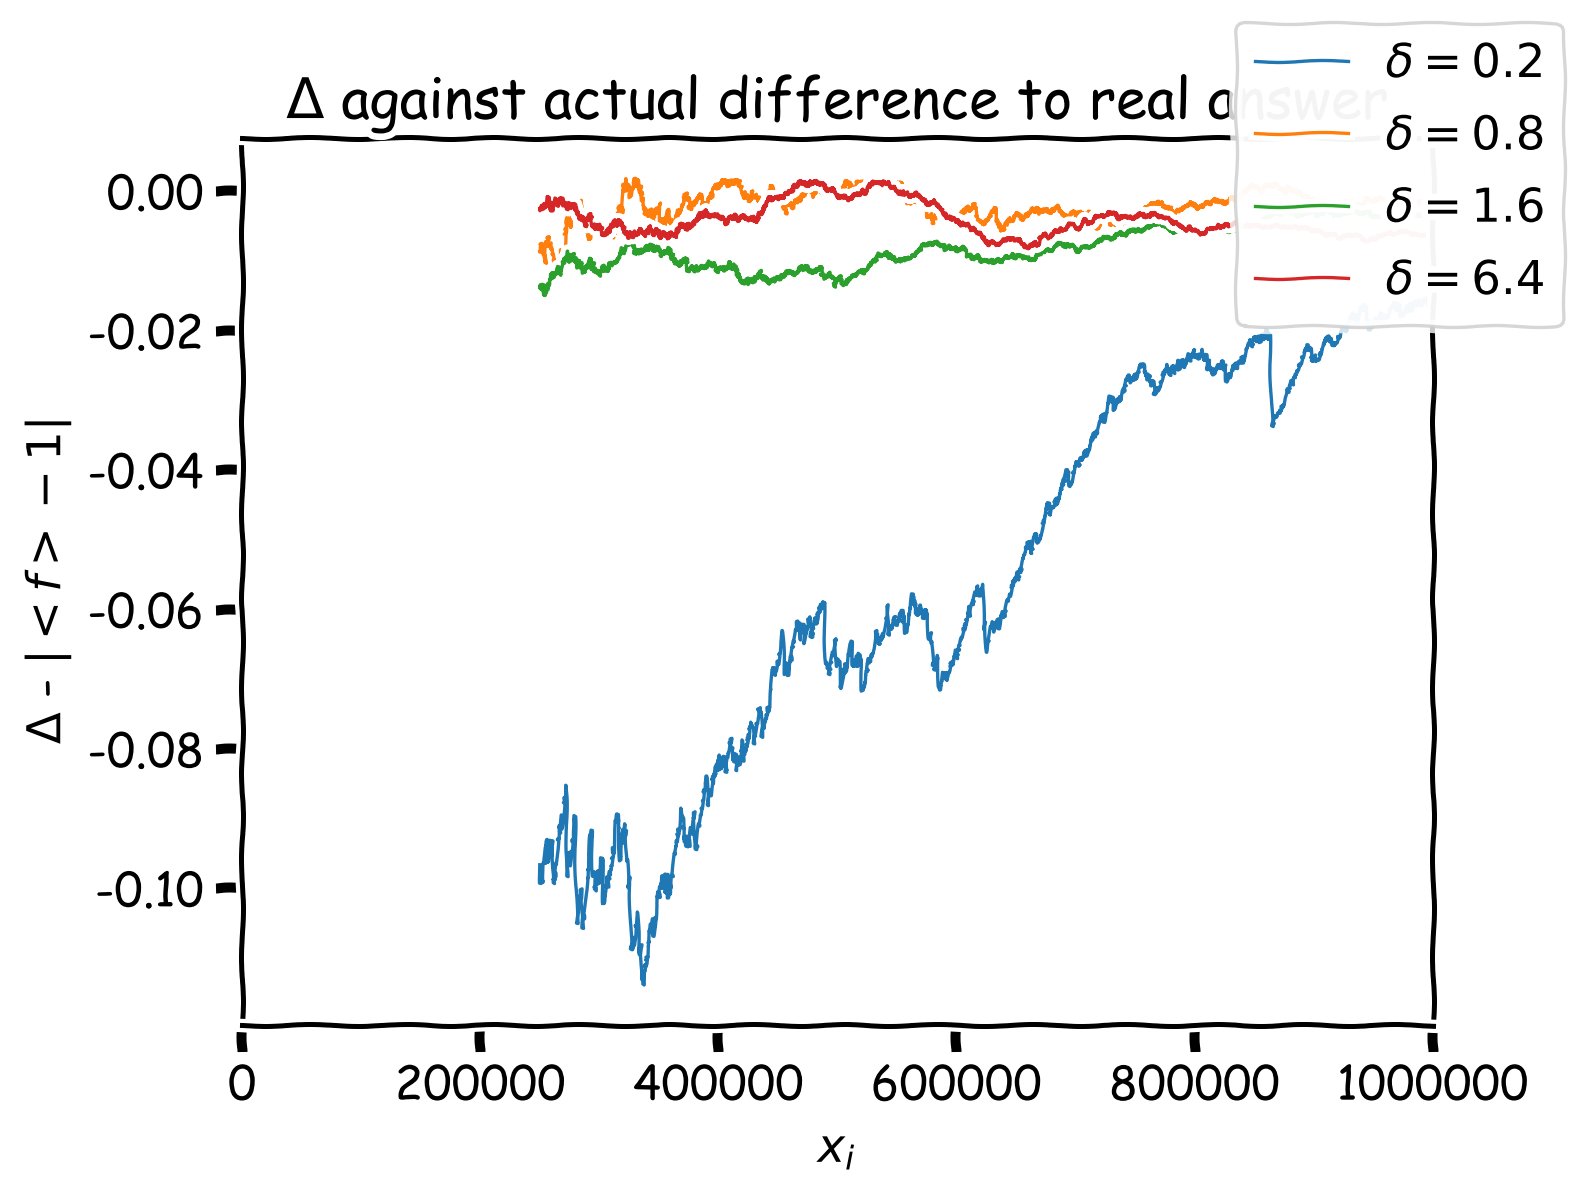 Δ against actual difference to real answer
δ = 0.2
δ = 0.8
δ = 1.6
δ = 6.4
Δ - | < f > − 1|
0.00
-0.02
-0.04
-0.06
-0.08
-0.10
0
200000
400000
600000
800000
1000000
xᵢ